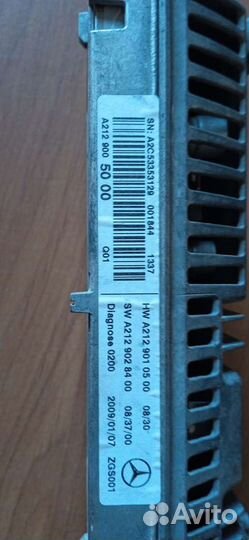 SN: A2C53353129 001844 1337
A212 900 50 00 Q01
HW A212 901 05 00 08/30
SW A212 902 84 00 08/37/00
Diagnose 0200 2009/01/07 ZGS001
Avito